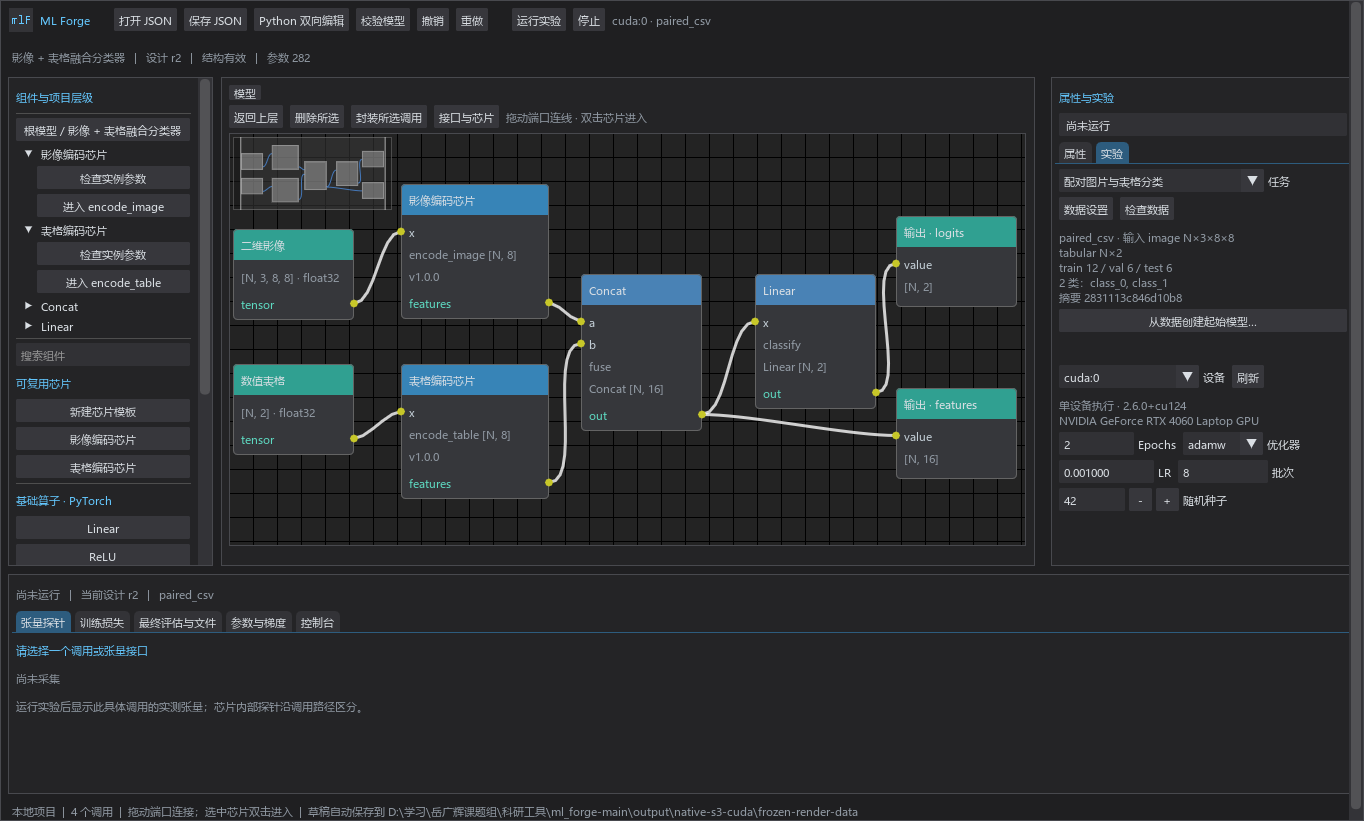 mlF ML Forge 打开 JSON 保存 JSON Python 双向编辑 校验模型 撤销 重做 运行实验 停止 cuda:0 · paired_csv
影像 + 表格融合分类器 | 设计 r2 | 结构有效 | 参数 282
组件与项目层级
根模型 / 影像 + 表格融合分类器
影像编码芯片
检查实例参数
进入 encode_image
表格编码芯片
检查实例参数
进入 encode_table
Concat
Linear
搜索组件
可复用芯片
新建芯片模板
影像编码芯片
表格编码芯片
基础算子 · PyTorch
Linear
ReLU
模型
返回上层 删除所选 封装所选调用 接口与芯片 拖动端口连线 · 双击芯片进入
二维影像
[N, 3, 8, 8] · float32
tensor
数值表格
[N, 2] · float32
tensor
影像编码芯片
x
encode_image [N, 8]
v1.0.0
features
表格编码芯片
x
encode_table [N, 8]
v1.0.0
features
Concat
a
b
fuse
Concat [N, 16]
out
Linear
x
classify
Linear [N, 2]
out
输出 · logits
value
[N, 2]
输出 · features
value
[N, 16]
属性与实验
尚未运行
属性 实验
配对图片与表格分类 任务
数据设置 检查数据
paired_csv · 输入 image N×3×8×8
tabular N×2
train 12 / val 6 / test 6
2 类: class_0, class_1
摘要 2831113c846d10b8
从数据创建起始模型...
cuda:0 设备 刷新
单设备执行 · 2.6.0+cu124
NVIDIA GeForce RTX 4060 Laptop GPU
2 Epochs adamw 优化器
0.001000 LR 8 批次
42 - + 随机种子
尚未运行 | 当前设计 r2 | paired_csv
张量探针 训练损失 最终评估与文件 参数与梯度 控制台
请选择一个调用或张量接口
尚未采集
运行实验后显示此具体调用的实测张量；芯片内部探针沿调用路径区分。
本地项目 | 4 个调用 | 拖动端口连接；选中芯片双击进入 | 草稿自动保存到 D:\学习\岳广辉课题组\科研工具\ml_forge-main\output\native-s3-cuda\frozen-render-data